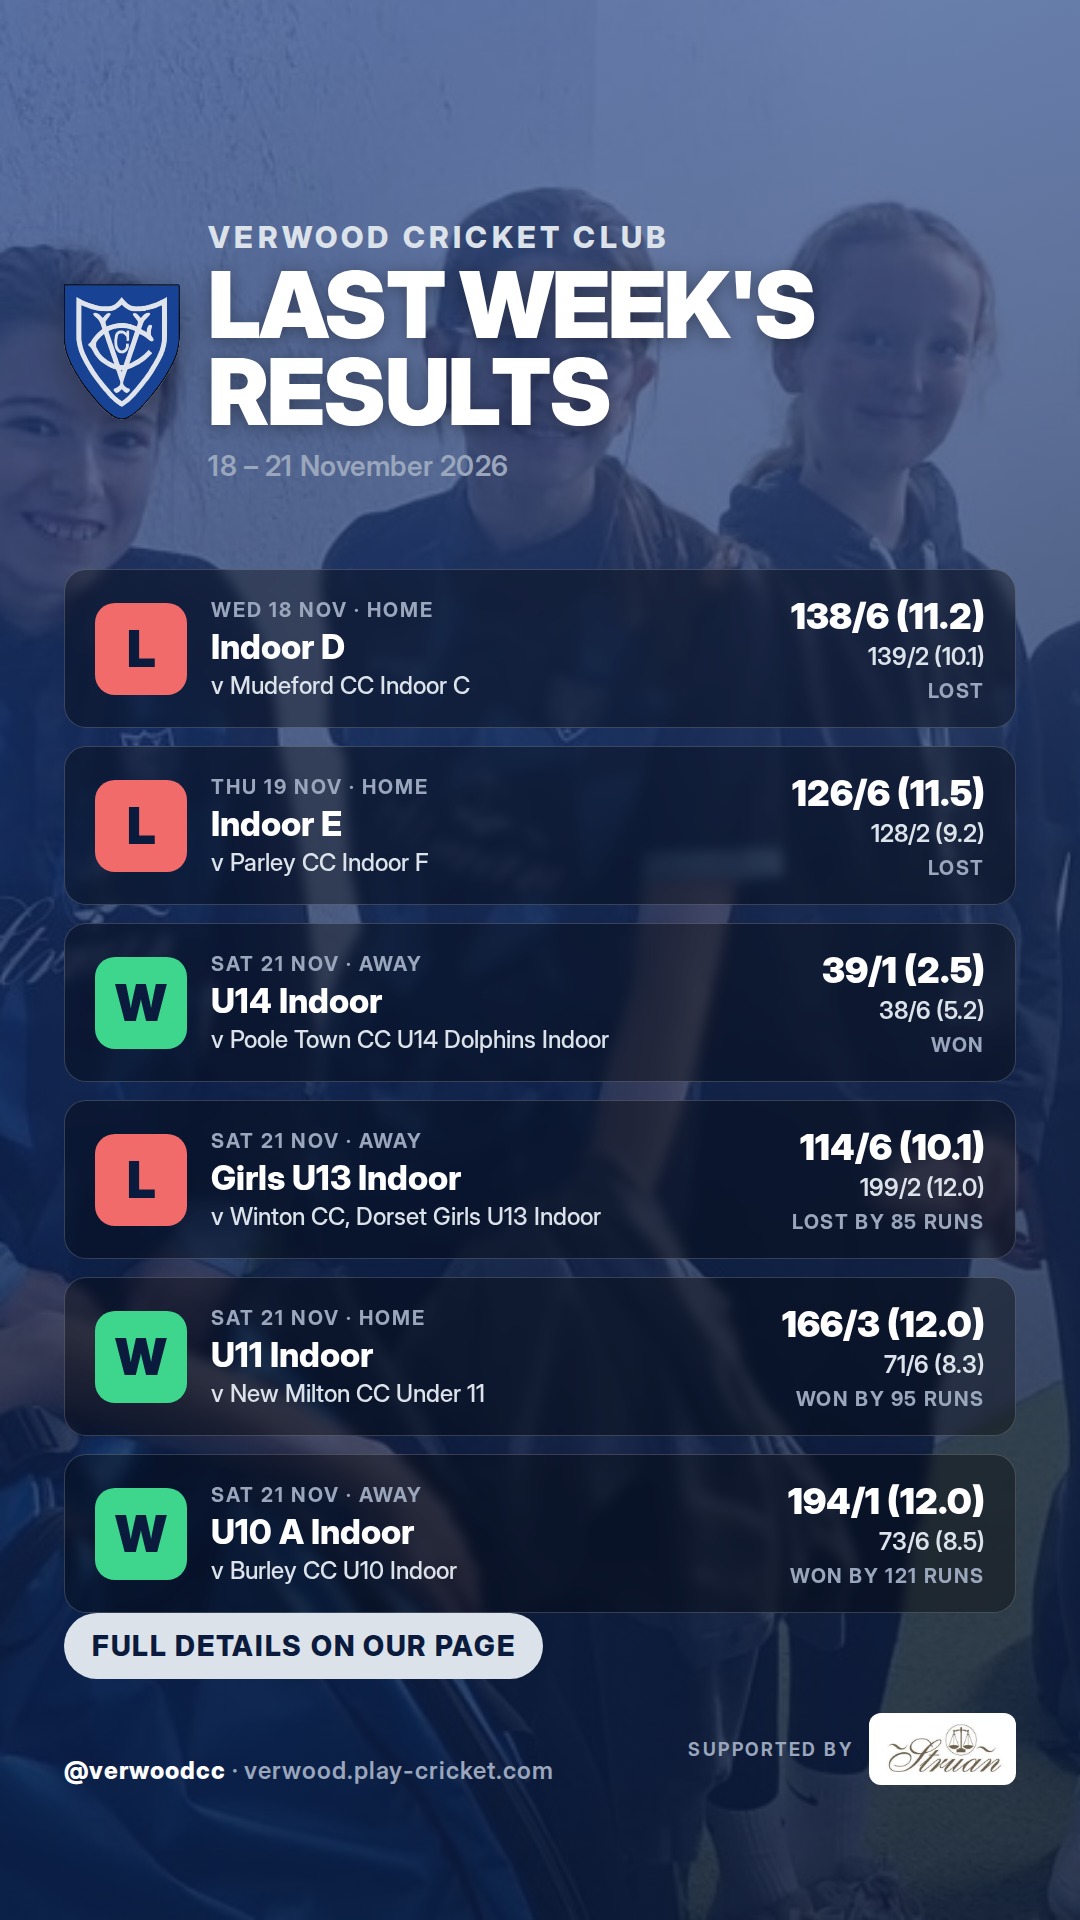 VERWOOD CRICKET CLUB
LAST WEEK'S
RESULTS
18 – 21 November 2026
L
WED 18 NOV · HOME
Indoor D
v Mudeford CC Indoor C
138/6 (11.2)
139/2 (10.1)
LOST
L
THU 19 NOV · HOME
Indoor E
v Parley CC Indoor F
126/6 (11.5)
128/2 (9.2)
LOST
W
SAT 21 NOV · AWAY
U14 Indoor
v Poole Town CC U14 Dolphins Indoor
39/1 (2.5)
38/6 (5.2)
WON
L
SAT 21 NOV · AWAY
Girls U13 Indoor
v Winton CC, Dorset Girls U13 Indoor
114/6 (10.1)
199/2 (12.0)
LOST BY 85 RUNS
W
SAT 21 NOV · HOME
U11 Indoor
v New Milton CC Under 11
166/3 (12.0)
71/6 (8.3)
WON BY 95 RUNS
W
SAT 21 NOV · AWAY
U10 A Indoor
v Burley CC U10 Indoor
194/1 (12.0)
73/6 (8.5)
WON BY 121 RUNS
FULL DETAILS ON OUR PAGE
@verwoodcc · verwood.play-cricket.com
SUPPORTED BY
Struan